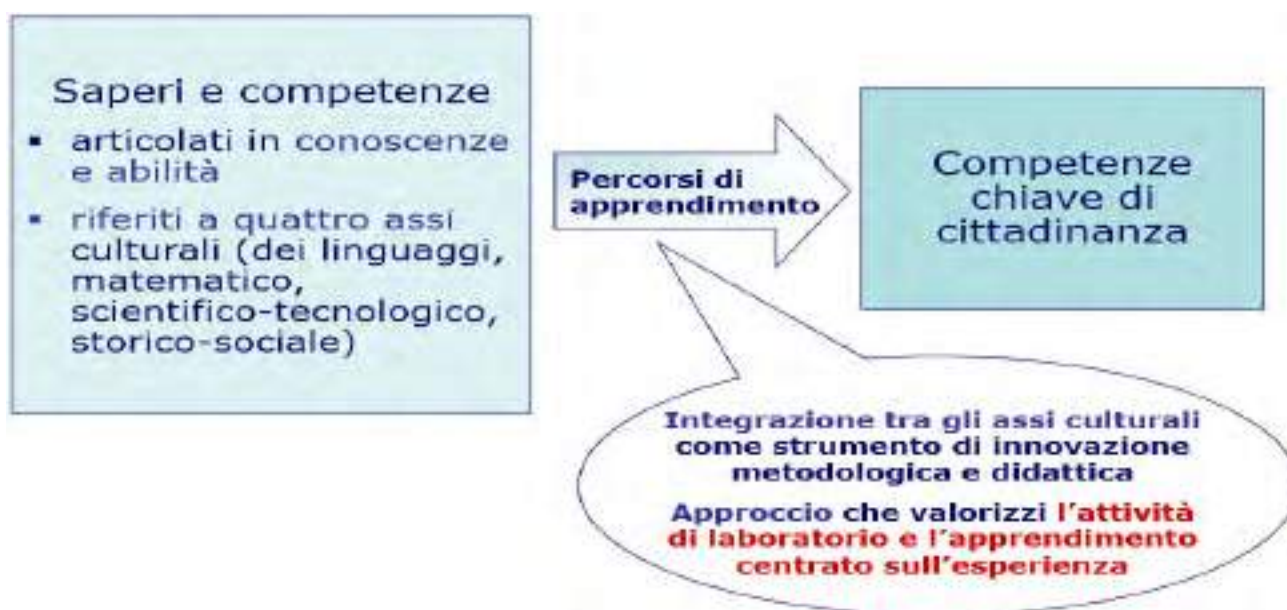 Saperi e competenze
▪ articolati in conoscenze
e abilità
▪ riferiti a quattro assi
culturali (dei linguaggi,
matematico,
scientifico-tecnologico,
storico-sociale)
Percorsi di
apprendimento
Competenze
chiave di
cittadinanza
Integrazione tra gli assi culturali
come strumento di innovazione
metodologica e didattica
Approccio che valorizzi l'attività
di laboratorio e l'apprendimento
centrato sull'esperienza